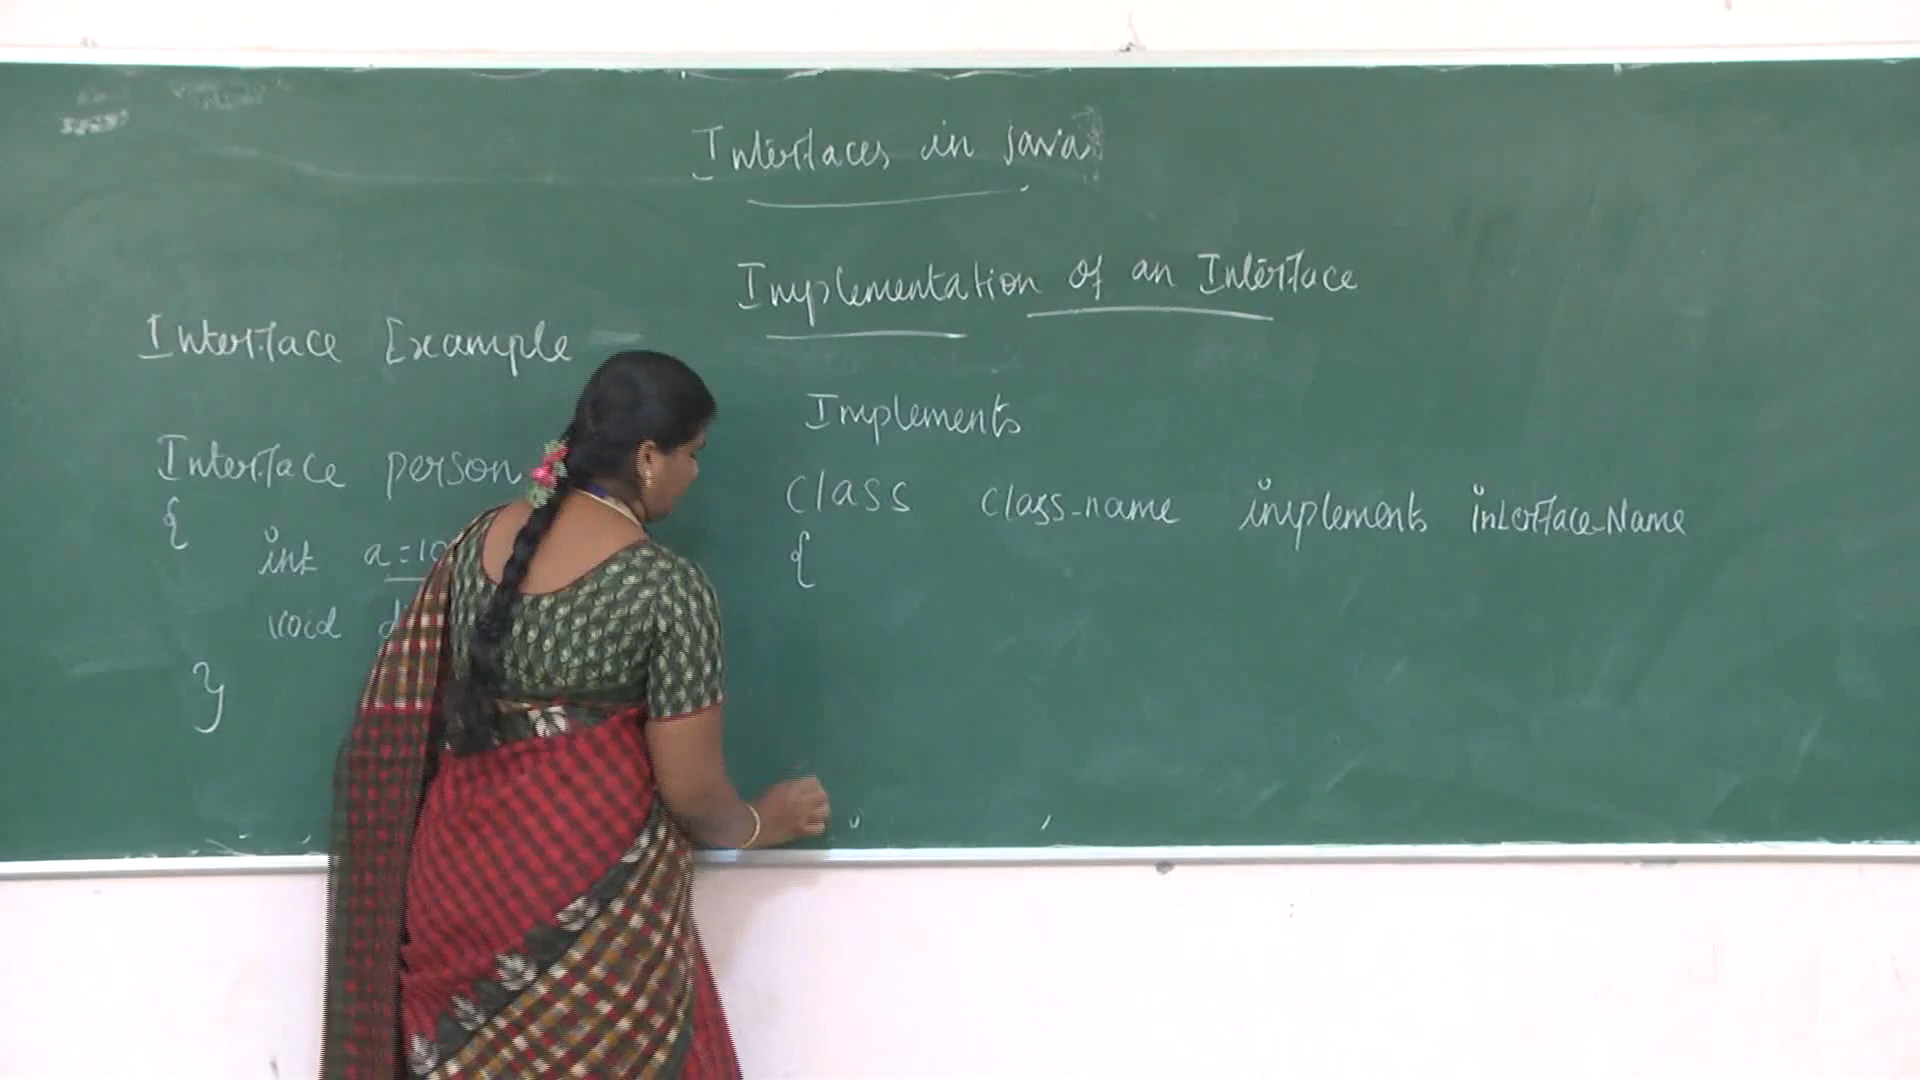 Interfaces in java
Implementation of an Interface
Interface Example
Interface person
{
int a=10
void
}
Implements
class class-name implements interface-Name
{